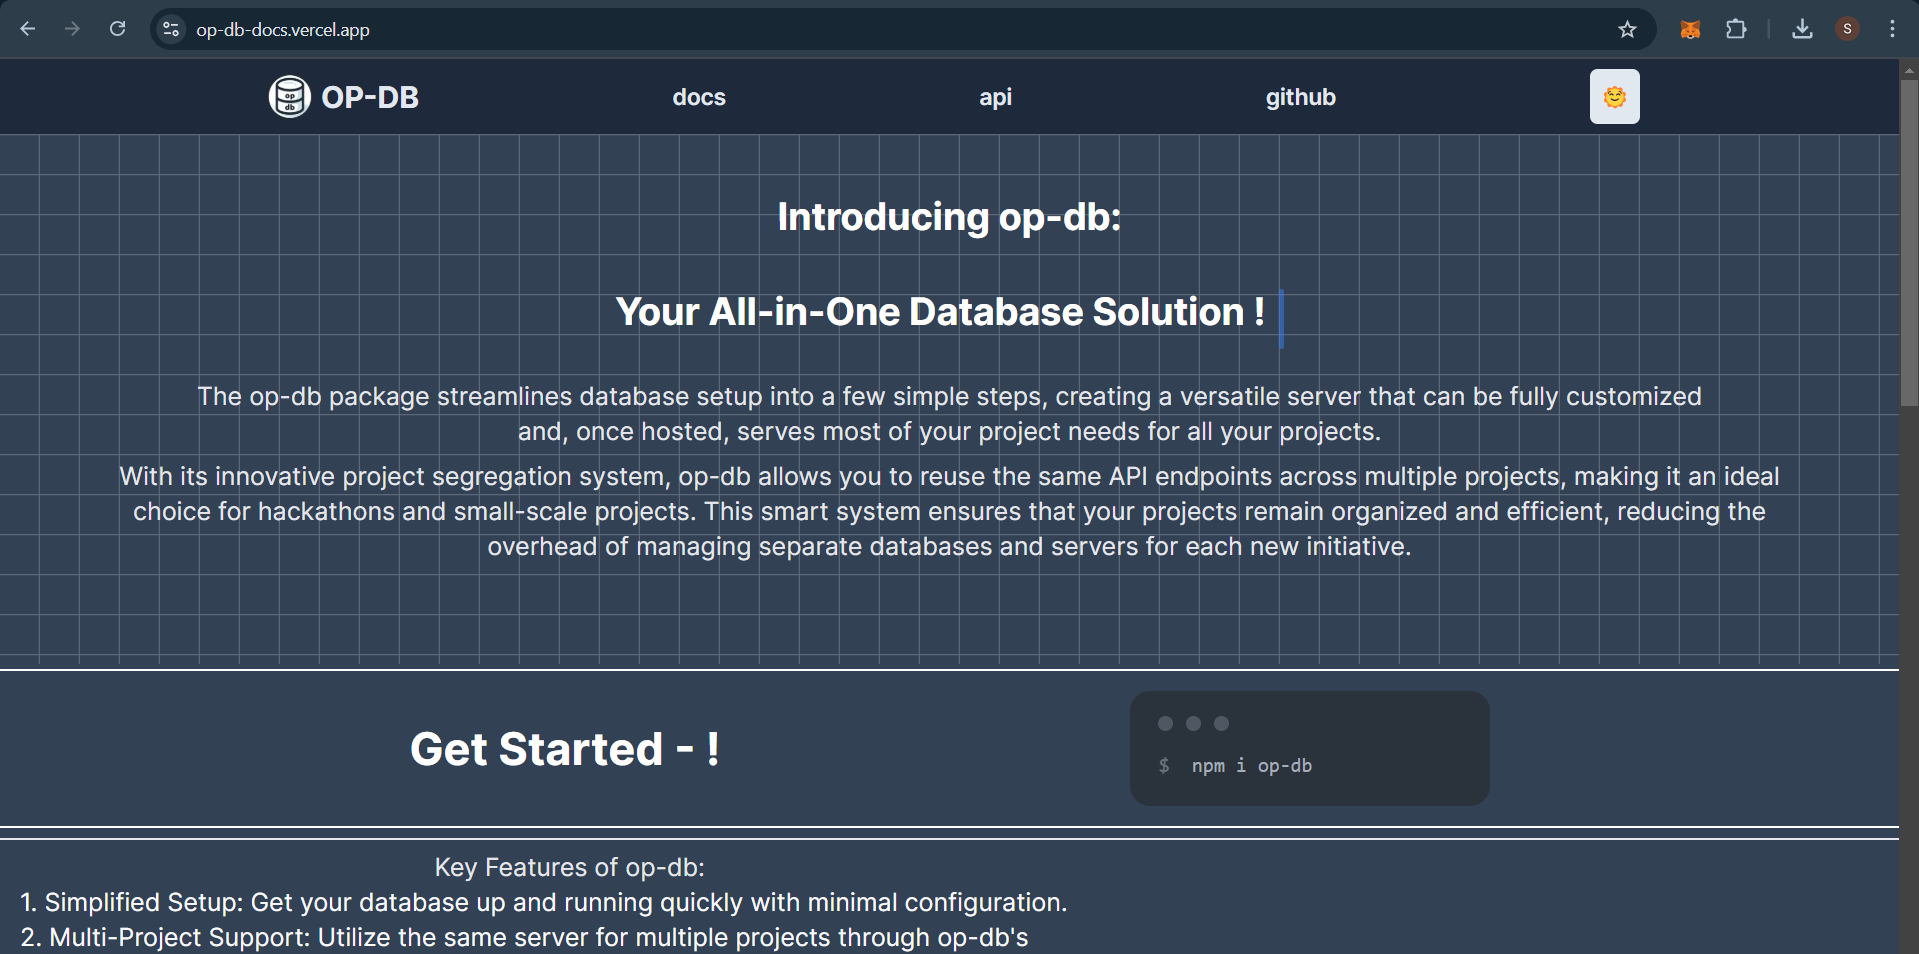 op-db-docs.vercel.app
S
op
db
OP-DB
docs
api
github
Introducing op-db:
Your All-in-One Database Solution !
The op-db package streamlines database setup into a few simple steps, creating a versatile server that can be fully customized
and, once hosted, serves most of your project needs for all your projects.
With its innovative project segregation system, op-db allows you to reuse the same API endpoints across multiple projects, making it an ideal
choice for hackathons and small-scale projects. This smart system ensures that your projects remain organized and efficient, reducing the
overhead of managing separate databases and servers for each new initiative.
Get Started - !
$ npm i op-db
Key Features of op-db:
1. Simplified Setup: Get your database up and running quickly with minimal configuration.
2. Multi-Project Support: Utilize the same server for multiple projects through op-db's